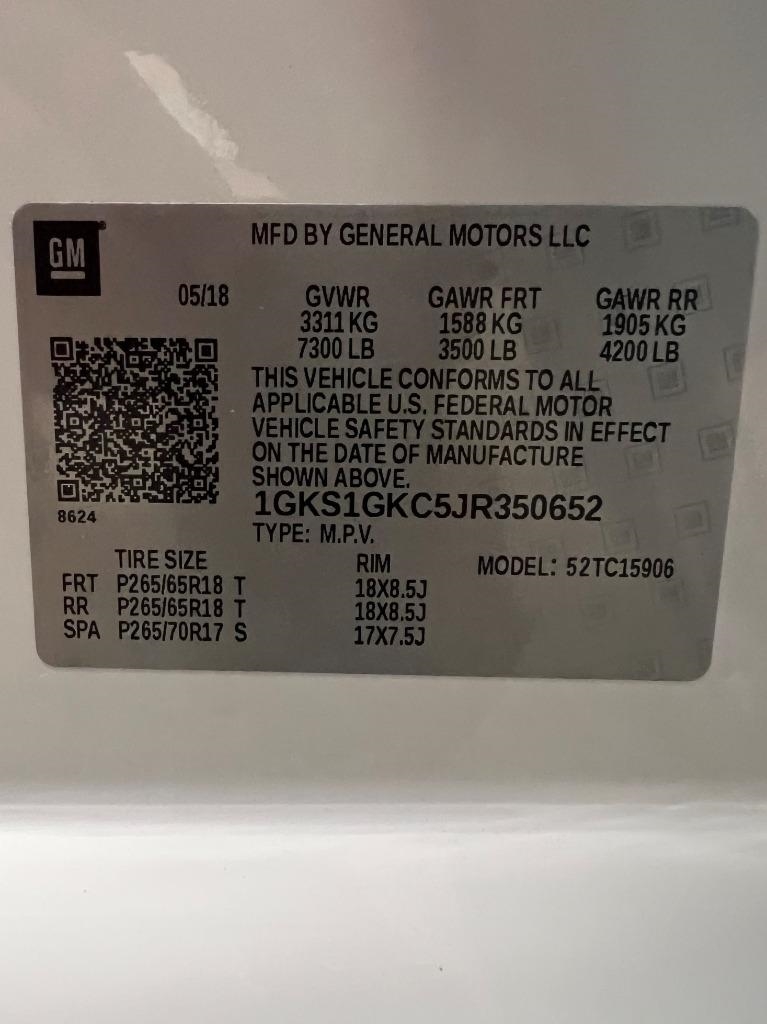 GM
MFD BY GENERAL MOTORS LLC
05/18 GVWR GAWR FRT GAWR RR
3311 KG 1588 KG 1905 KG
7300 LB 3500 LB 4200 LB
THIS VEHICLE CONFORMS TO ALL
APPLICABLE U.S. FEDERAL MOTOR
VEHICLE SAFETY STANDARDS IN EFFECT
ON THE DATE OF MANUFACTURE
SHOWN ABOVE.
8624
1GKS1GKC5JR350652
TYPE: M.P.V.
TIRE SIZE RIM MODEL: 52TC15906
FRT P265/65R18 T 18X8.5J
RR P265/65R18 T 18X8.5J
SPA P265/70R17 S 17X7.5J